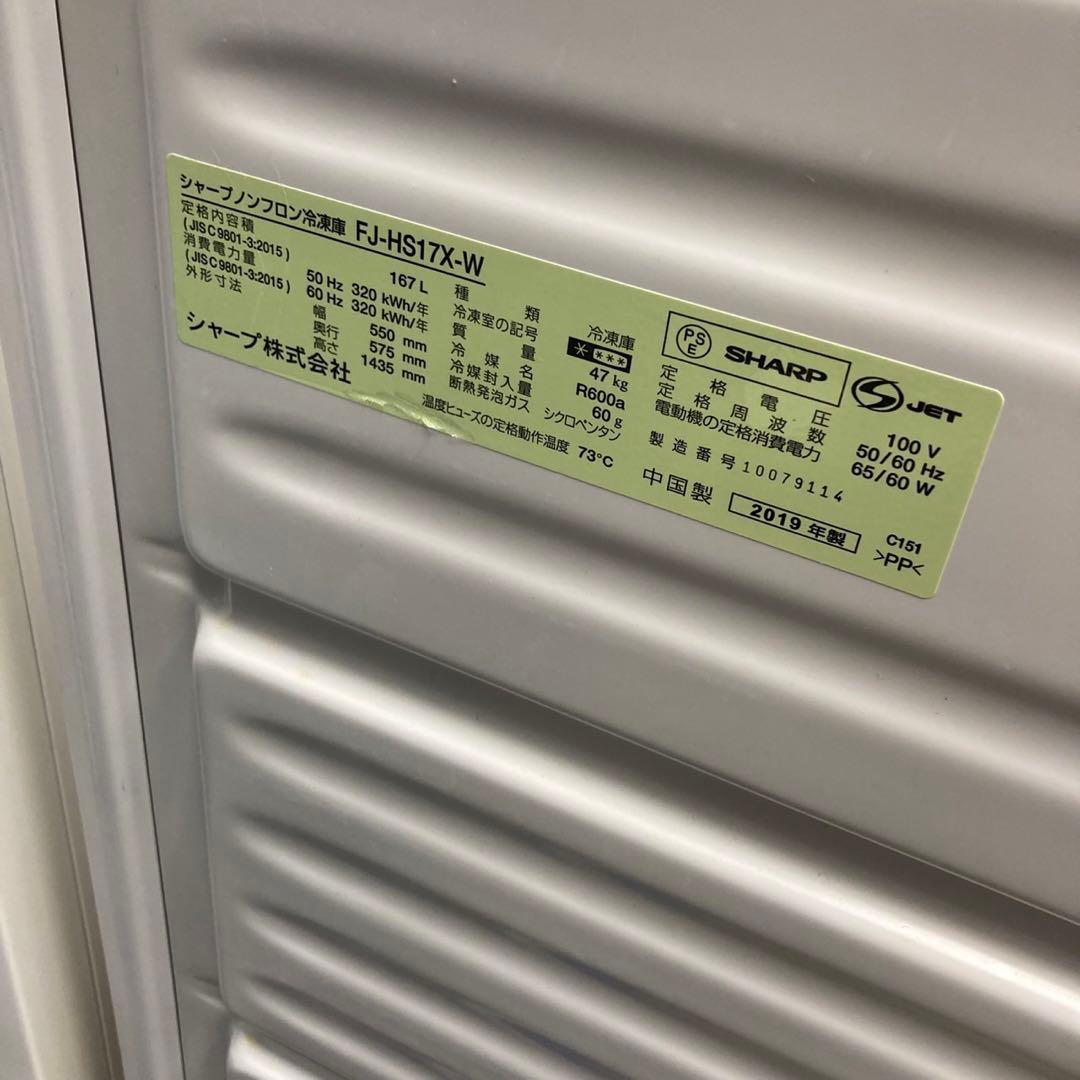 シャープノンフロン冷凍庫 FJ-HS17X-W
定格内容積
(JIS C 9801-3:2015) 167 L
消費電力量 50 Hz 320 kWh/年
(JIS C 9801-3:2015) 60 Hz 320 kWh/年
外形寸法 幅 550 mm
奥行 575 mm
高さ 1435 mm
シャープ株式会社
種類 冷凍庫
冷凍室の記号 ****
質量 47 kg
冷媒名 R600a
冷媒封入量 60 g
断熱発泡ガス シクロペンタン
温度ヒューズの定格動作温度 73℃
PSE SHARP
JET
定格電圧 100 V
定格周波数 50/60 Hz
電動機の定格消費電力 65/60 W
製造番号 10079114
中国製 2019 年製
C151
>PP<